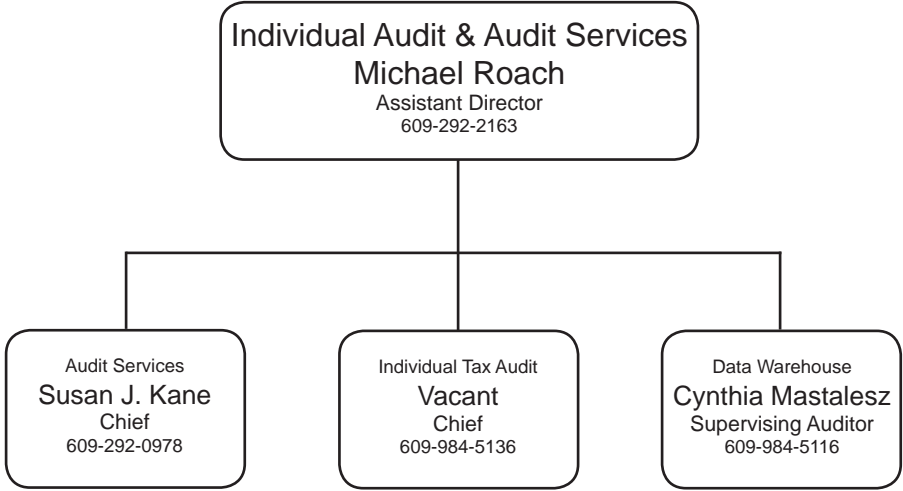 Individual Audit & Audit Services
Michael Roach
Assistant Director
609-292-2163
Audit Services
Susan J. Kane
Chief
609-292-0978
Individual Tax Audit
Vacant
Chief
609-984-5136
Data Warehouse
Cynthia Mastalesz
Supervising Auditor
609-984-5116